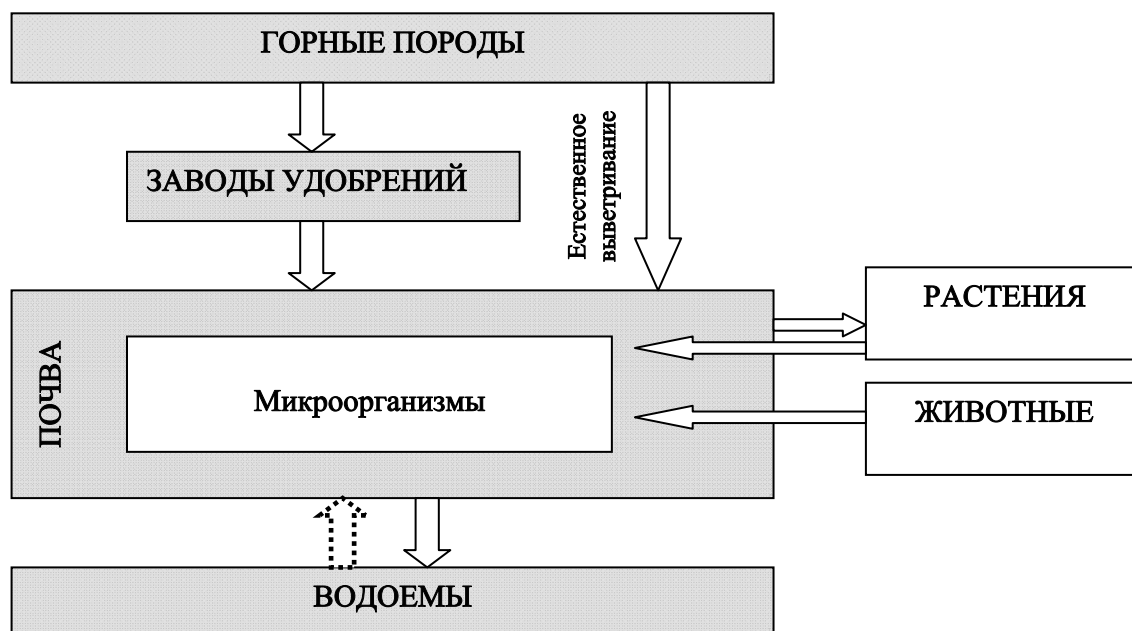 ГОРНЫЕ ПОРОДЫ
Естественное
выветривание
ЗАВОДЫ УДОБРЕНИЙ
РАСТЕНИЯ
ПОЧВА
Микроорганизмы
ЖИВОТНЫЕ
ВОДОЕМЫ